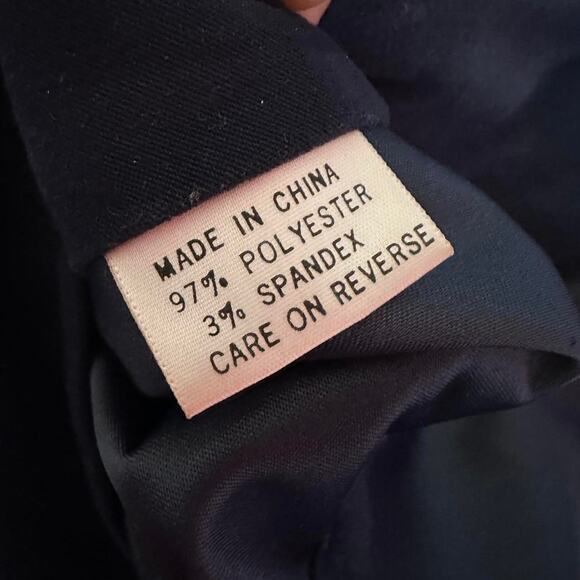 MADE IN CHINA
97% POLYESTER
3% SPANDEX
CARE ON REVERSE